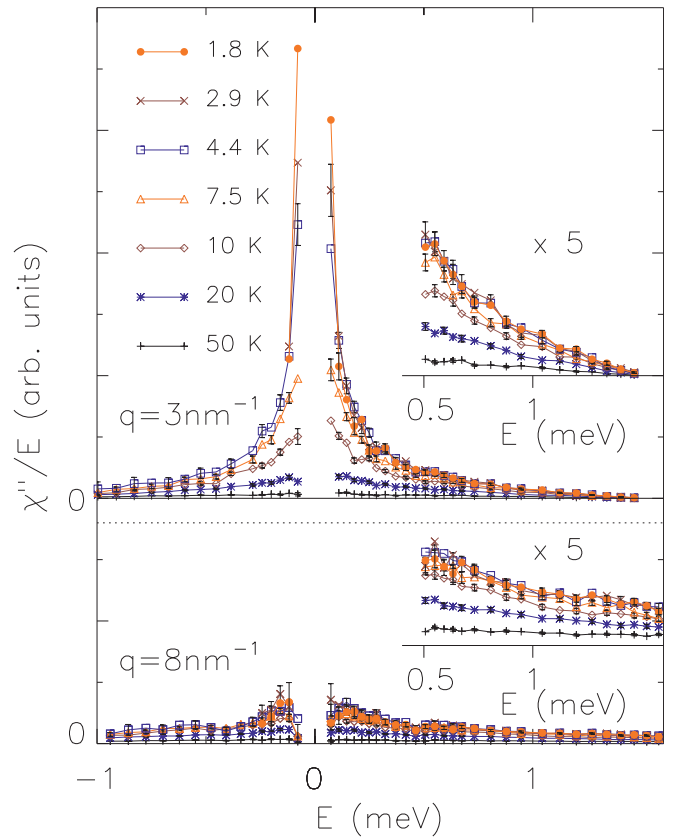 1.8 K
2.9 K
4.4 K
7.5 K
10 K
20 K
50 K
x 5
0.5 1
E (meV)
q=3nm⁻¹
χ'''/E (arb. units)
0
x 5
0.5 1
E (meV)
q=8nm⁻¹
0
−1 0 1
E (meV)